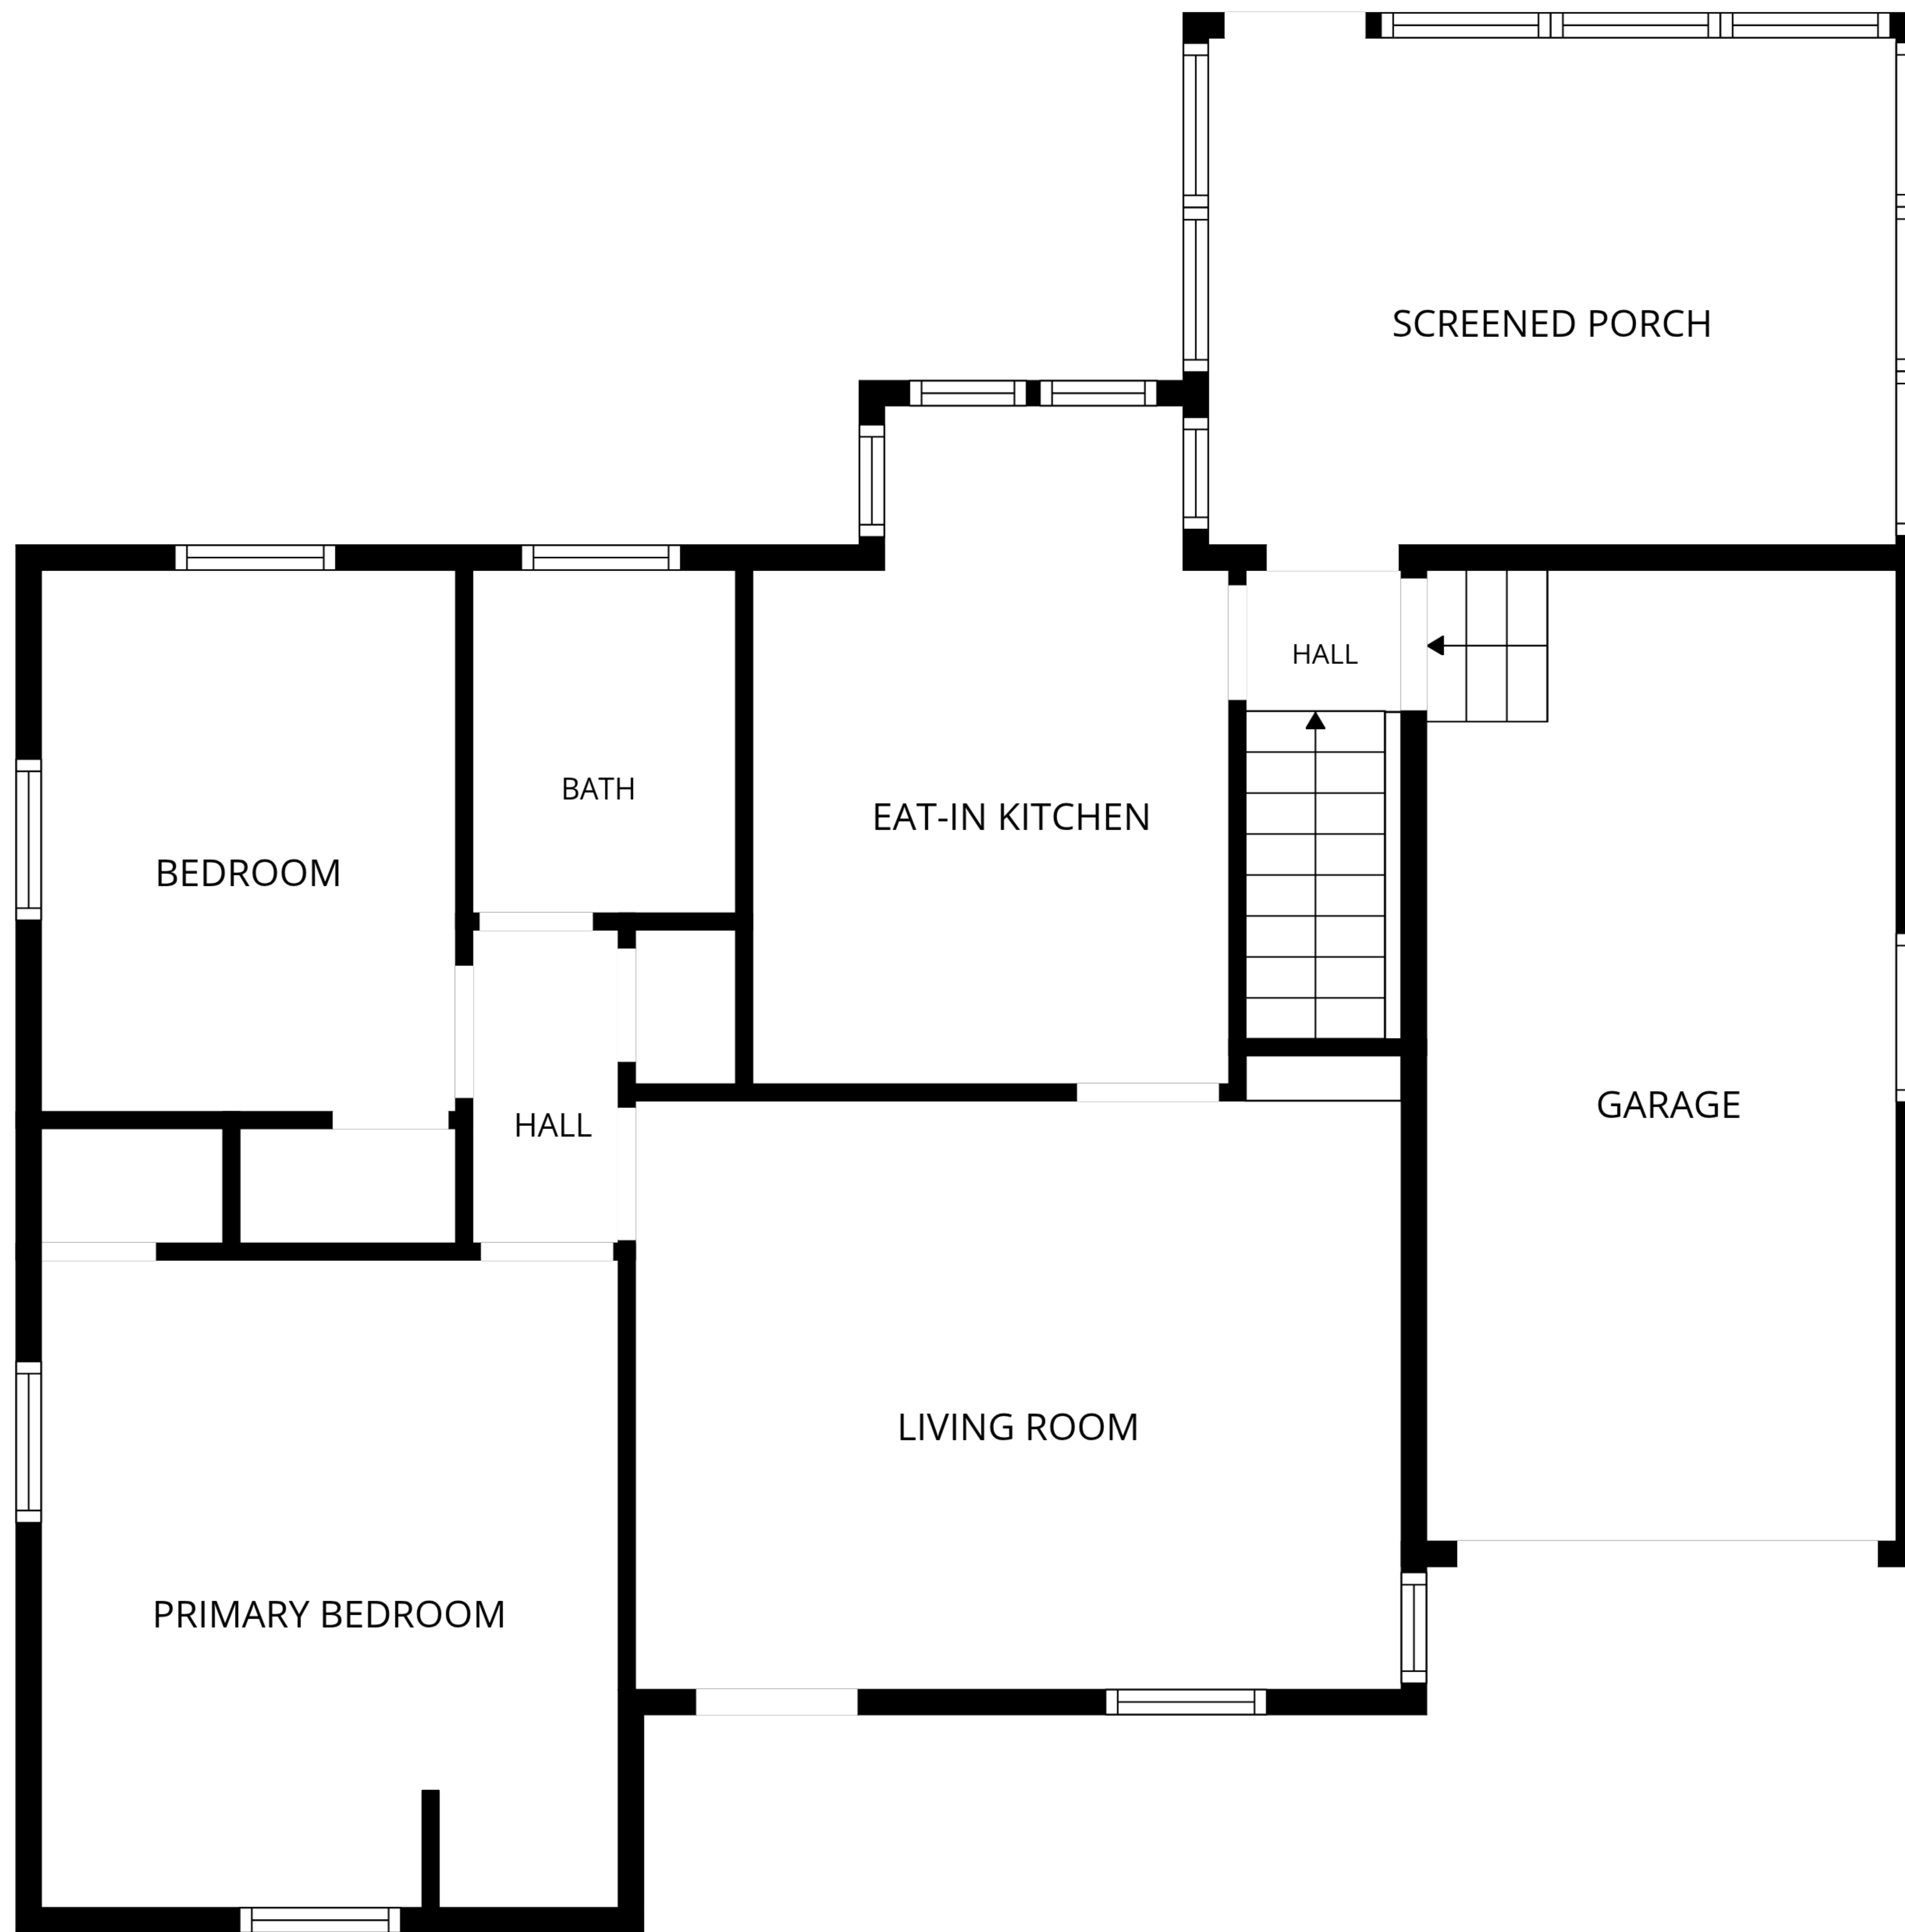 SCREENED PORCH
HALL
BATH
EAT-IN KITCHEN
BEDROOM
GARAGE
HALL
LIVING ROOM
PRIMARY BEDROOM